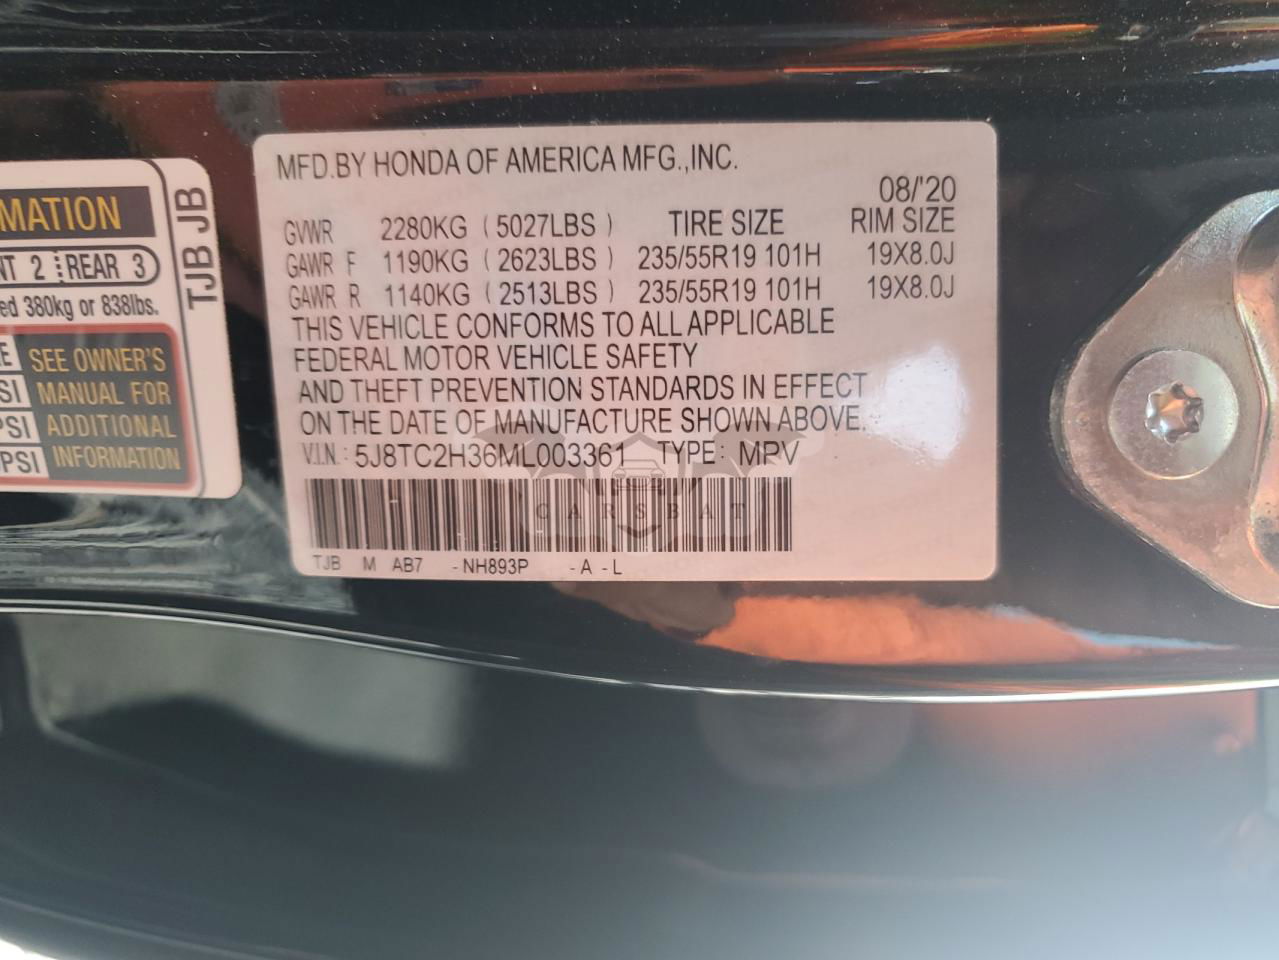 MATION
NT 2 REAR 3
ed 380kg or 838lbs.
E
SI
PSI
PSI
SEE OWNER'S
MANUAL FOR
ADDITIONAL
INFORMATION
TJB JB
MFD.BY HONDA OF AMERICA MFG.,INC.
08/'20
GVWR 2280KG (5027LBS) TIRE SIZE RIM SIZE
GAWR F 1190KG (2623LBS) 235/55R19 101H 19X8.0J
GAWR R 1140KG (2513LBS) 235/55R19 101H 19X8.0J
THIS VEHICLE CONFORMS TO ALL APPLICABLE
FEDERAL MOTOR VEHICLE SAFETY
AND THEFT PREVENTION STANDARDS IN EFFECT
ON THE DATE OF MANUFACTURE SHOWN ABOVE.
V.I.N.: 5J8TC2H36ML003361 TYPE: MPV
CARSBAT
TJB M AB7 -NH893P -A -L